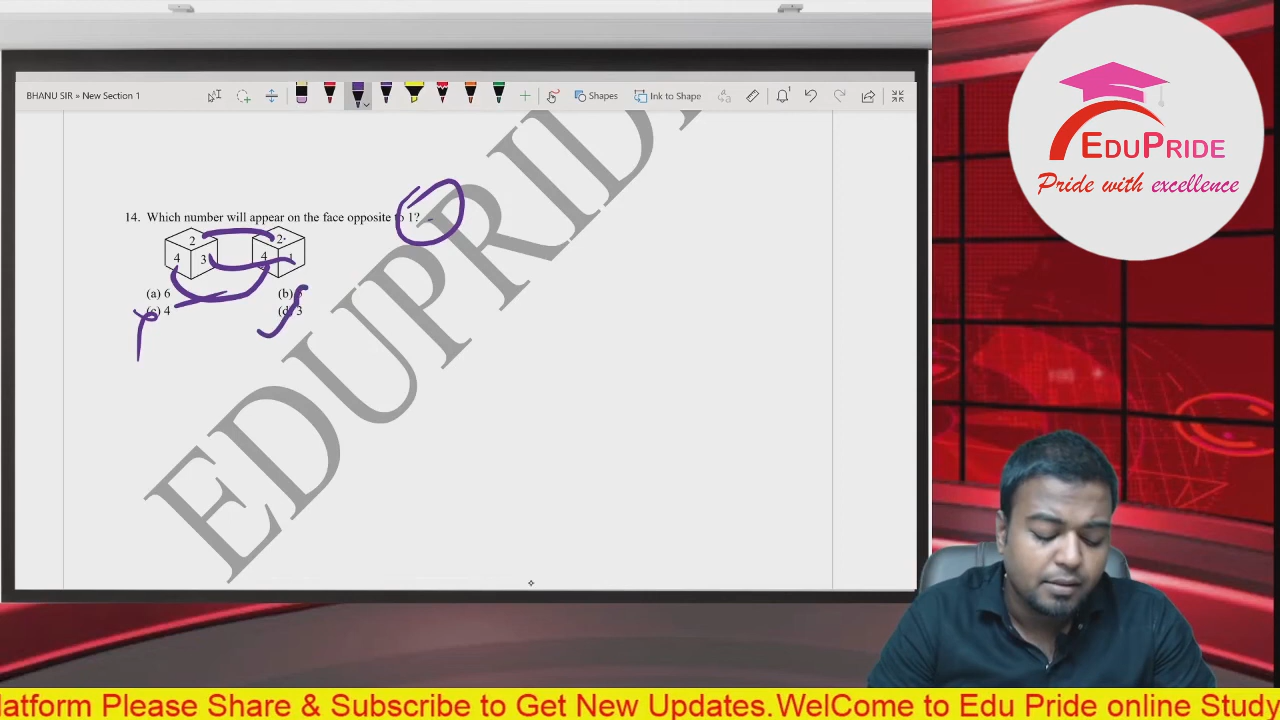 BHANU SIR » New Section 1
Shapes
Ink to Shape
EDUPRIDE
Pride with excellence
14. Which number will appear on the face opposite to 1?
2
4 3
2
4 1
(a) 6 (b)
(c) 4 (d) 3
EDUPRIDE
latform Please Share & Subscribe to Get New Updates.WelCome to Edu Pride online Study